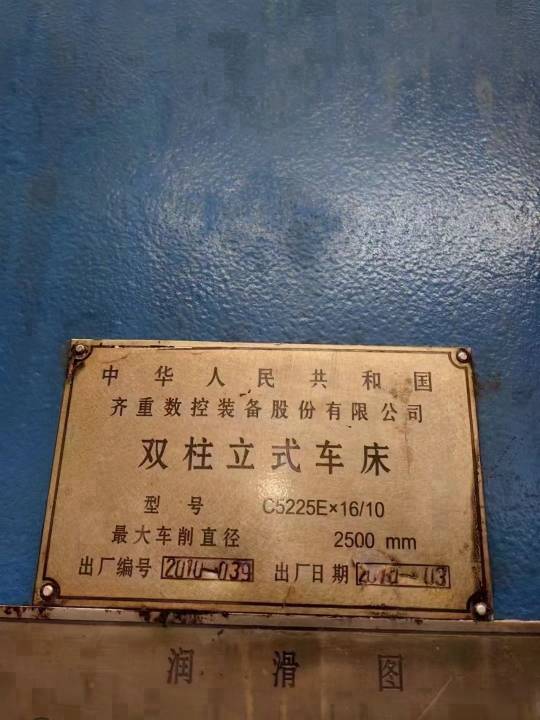 中华人民共和国
齐重数控装备股份有限公司
双柱立式车床
型号 C5225E×16/10
最大车削直径 2500 mm
出厂编号 2010-039 出厂日期 2010-03
润滑图